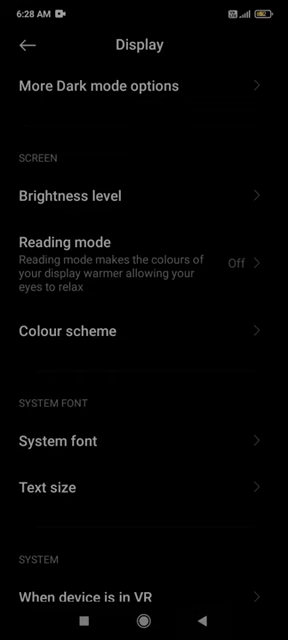 6:28 AM
Display
More Dark mode options
SCREEN
Brightness level
Reading mode
Reading mode makes the colours of
your display warmer allowing your
eyes to relax
Off
Colour scheme
SYSTEM FONT
System font
Text size
SYSTEM
When device is in VR